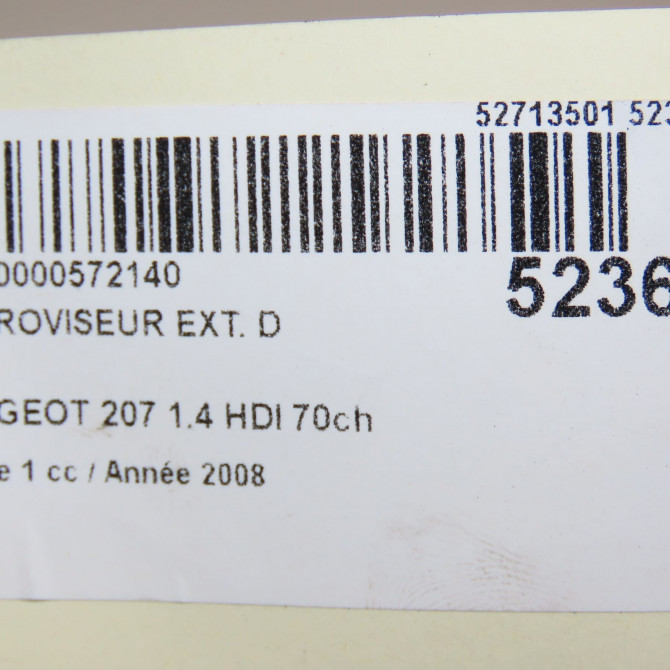 52713501 523
0000572140
5236
ROVISEUR EXT. D
GEOT 207 1.4 HDI 70ch
e 1 cc / Année 2008